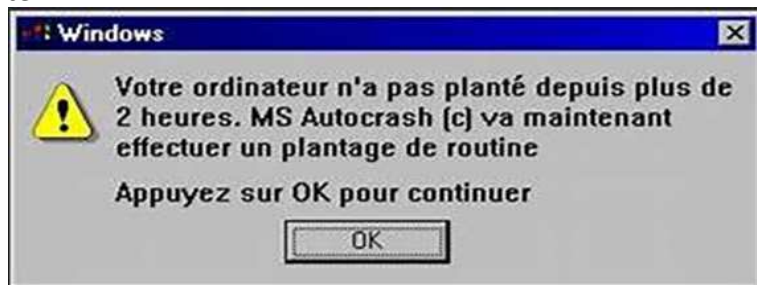 Windows
Votre ordinateur n'a pas planté depuis plus de
2 heures. MS Autocrash (c) va maintenant
effectuer un plantage de routine
Appuyez sur OK pour continuer
OK